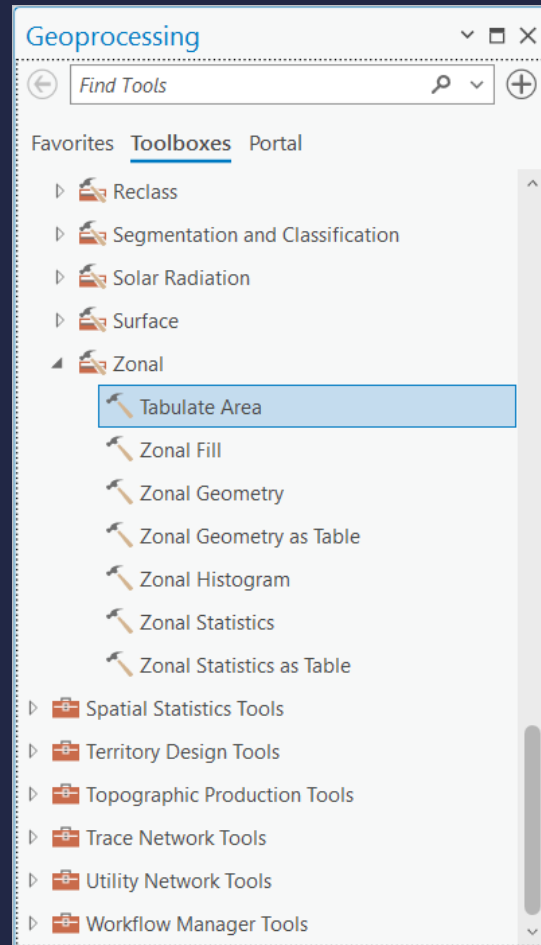 Geoprocessing
Find Tools
Favorites Toolboxes Portal
Reclass
Segmentation and Classification
Solar Radiation
Surface
Zonal
Tabulate Area
Zonal Fill
Zonal Geometry
Zonal Geometry as Table
Zonal Histogram
Zonal Statistics
Zonal Statistics as Table
Spatial Statistics Tools
Territory Design Tools
Topographic Production Tools
Trace Network Tools
Utility Network Tools
Workflow Manager Tools